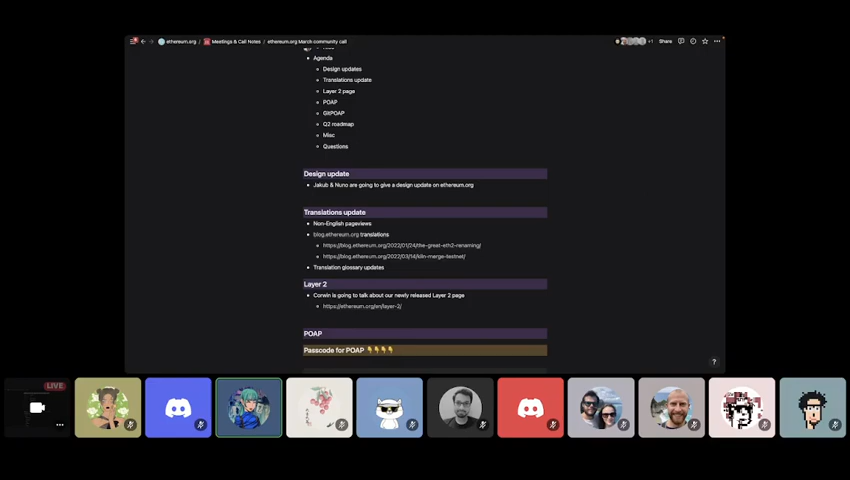 ethereum.org / Meetings & Call Notes / ethereum.org March community call
+1 Share
Agenda
Design updates
Translations update
Layer 2 page
POAP
GitPOAP
Q2 roadmap
Misc
Questions
Design update
Jakub & Nuno are going to give a design update on ethereum.org
Translations update
Non-English pageviews
blog.ethereum.org translations
https://blog.ethereum.org/2022/01/24/the-great-eth2-renaming/
https://blog.ethereum.org/2022/03/14/kiln-merge-testnet/
Translation glossary updates
Layer 2
Corwin is going to talk about our newly released Layer 2 page
https://ethereum.org/en/layer-2/
POAP
Passcode for POAP 👇👇👇👇
?
LIVE